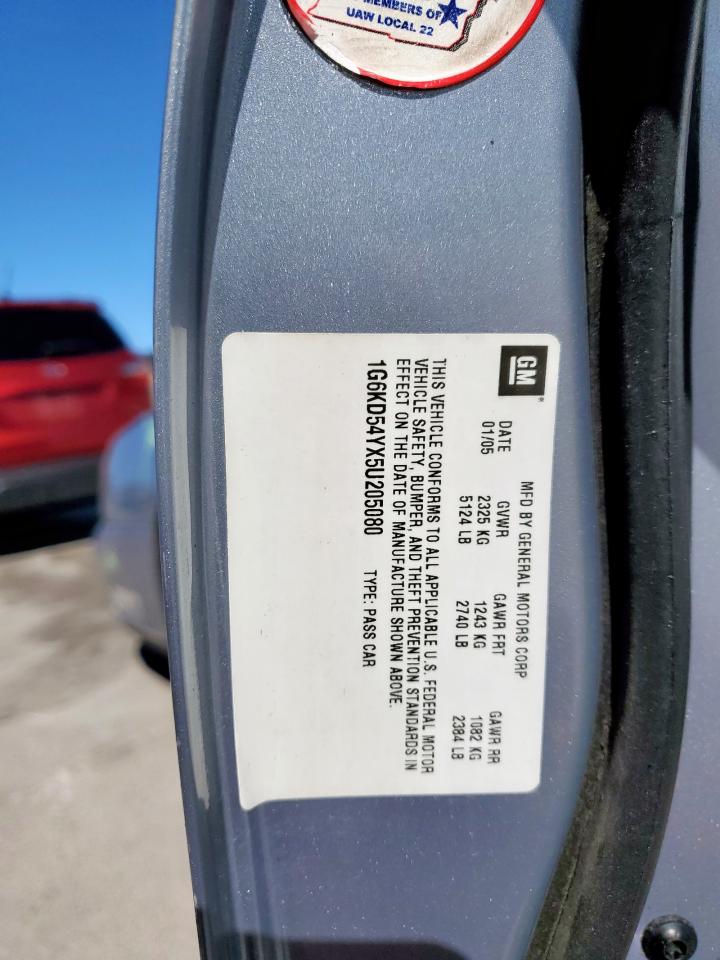 MEMBERS OF
UAW LOCAL 22
GM
MFD BY GENERAL MOTORS CORP
DATE GVWR GAWR FRT GAWR RR
01/05 2325 KG 1243 KG 1082 KG
5124 LB 2740 LB 2384 LB
THIS VEHICLE CONFORMS TO ALL APPLICABLE U.S. FEDERAL MOTOR
VEHICLE SAFETY, BUMPER, AND THEFT PREVENTION STANDARDS IN
EFFECT ON THE DATE OF MANUFACTURE SHOWN ABOVE.
1G6KD54YX5U205080 TYPE: PASS CAR